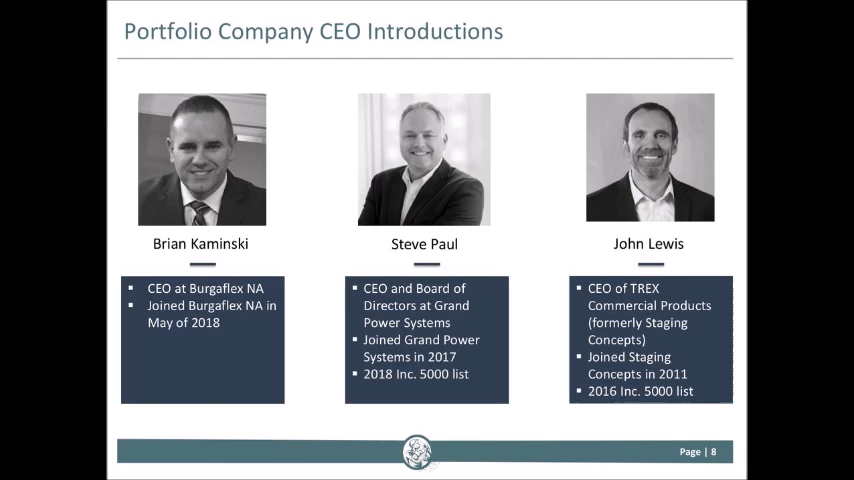 Portfolio Company CEO Introductions
Brian Kaminski
Steve Paul
John Lewis
▪ CEO at Burgaflex NA
▪ Joined Burgaflex NA in
May of 2018
▪ CEO and Board of
Directors at Grand
Power Systems
▪ Joined Grand Power
Systems in 2017
▪ 2018 Inc. 5000 list
▪ CEO of TREX
Commercial Products
(formerly Staging
Concepts)
▪ Joined Staging
Concepts in 2011
▪ 2016 Inc. 5000 list
Page | 8